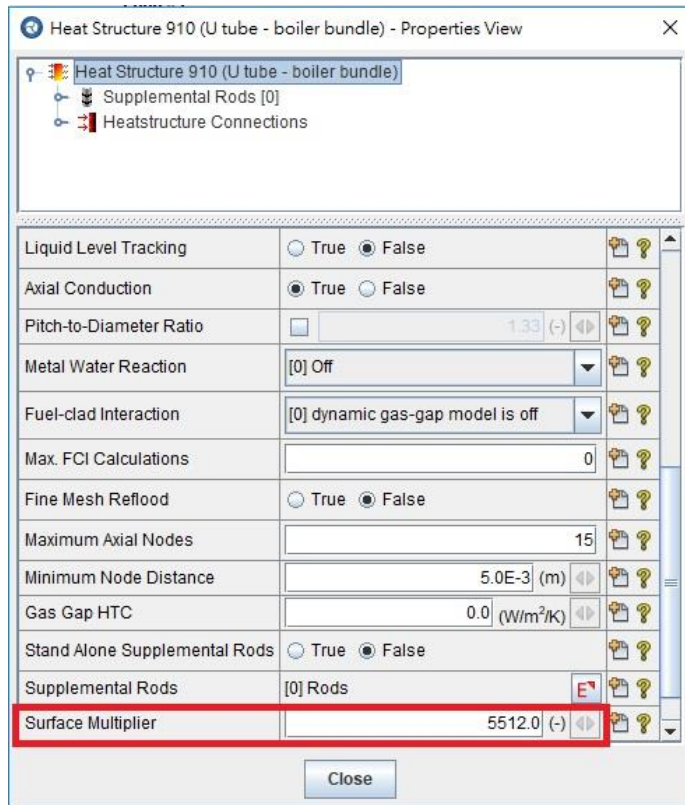 Heat Structure 910 (U tube - boiler bundle) - Properties View
Heat Structure 910 (U tube - boiler bundle)
Supplemental Rods [0]
Heatstructure Connections
Liquid Level Tracking True False
Axial Conduction True False
Pitch-to-Diameter Ratio 1.33 (-)
Metal Water Reaction [0] Off
Fuel-clad Interaction [0] dynamic gas-gap model is off
Max. FCI Calculations 0
Fine Mesh Reflood True False
Maximum Axial Nodes 15
Minimum Node Distance 5.0E-3 (m)
Gas Gap HTC 0.0 (W/m²/K)
Stand Alone Supplemental Rods True False
Supplemental Rods [0] Rods E
Surface Multiplier 5512.0 (-)
Close